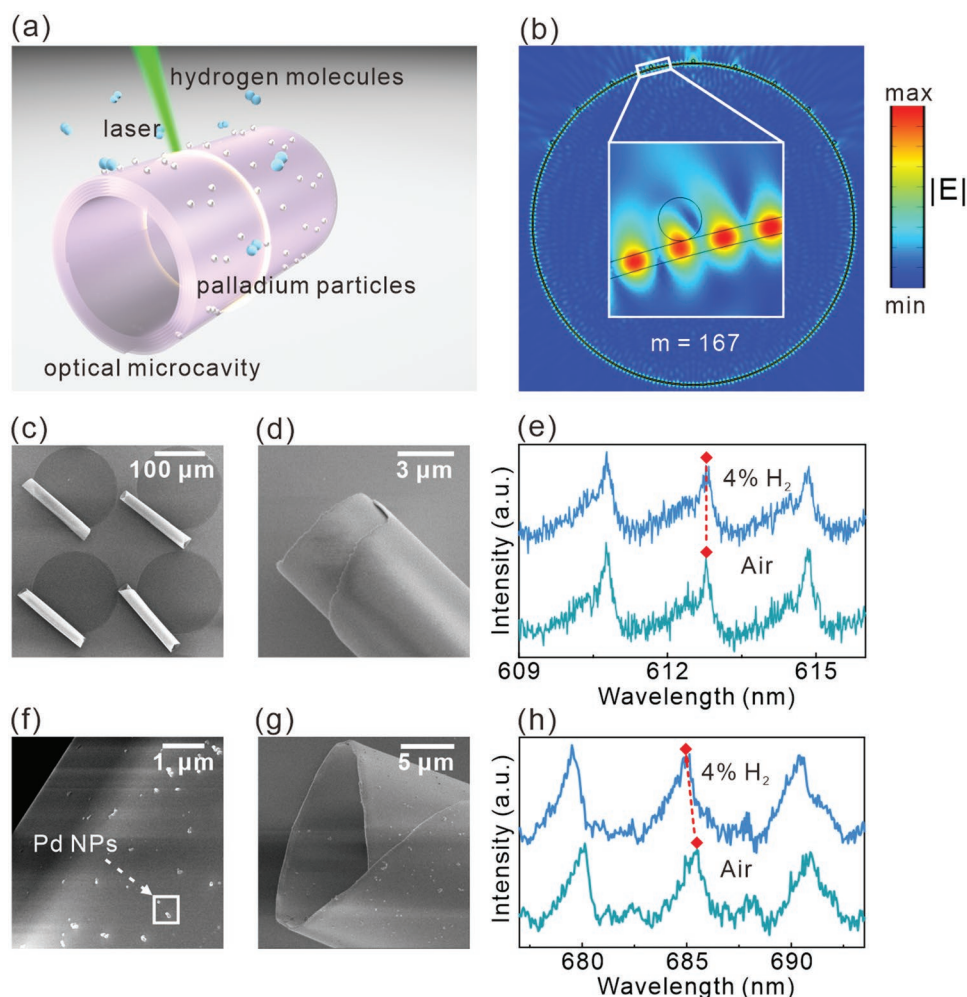 (a)
hydrogen molecules
laser
palladium particles
optical microcavity
(b)
max
|E|
min
m = 167
(c)
100 μm
(d)
3 μm
(e)
4% H₂
Air
Intensity (a.u.)
609 612 615
Wavelength (nm)
(f)
1 μm
Pd NPs
(g)
5 μm
(h)
4% H₂
Air
Intensity (a.u.)
680 685 690
Wavelength (nm)